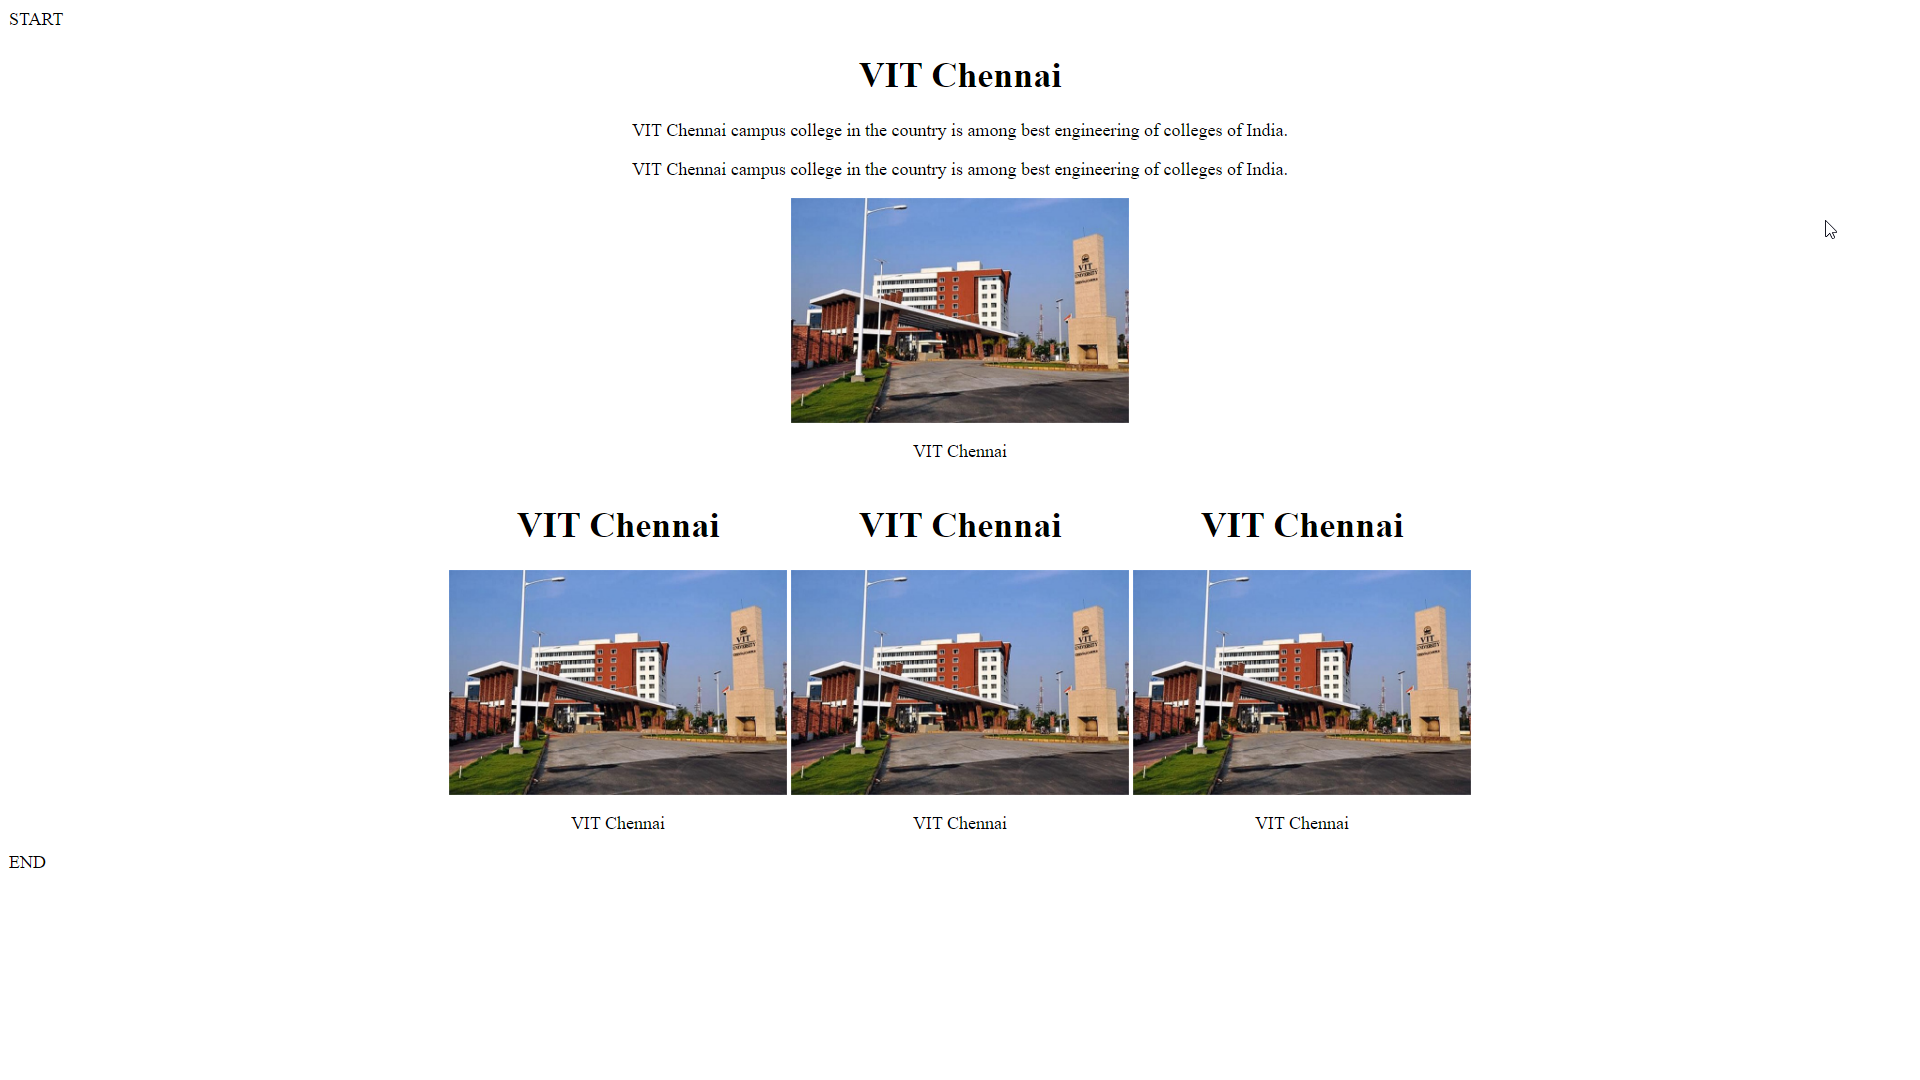 START
VIT Chennai
VIT Chennai campus college in the country is among best engineering of colleges of India.
VIT Chennai campus college in the country is among best engineering of colleges of India.
VIT
UNIVERSITY
VIT Chennai
VIT Chennai VIT Chennai VIT Chennai
VIT
UNIVERSITY
VIT
UNIVERSITY
VIT
UNIVERSITY
VIT Chennai VIT Chennai VIT Chennai
END